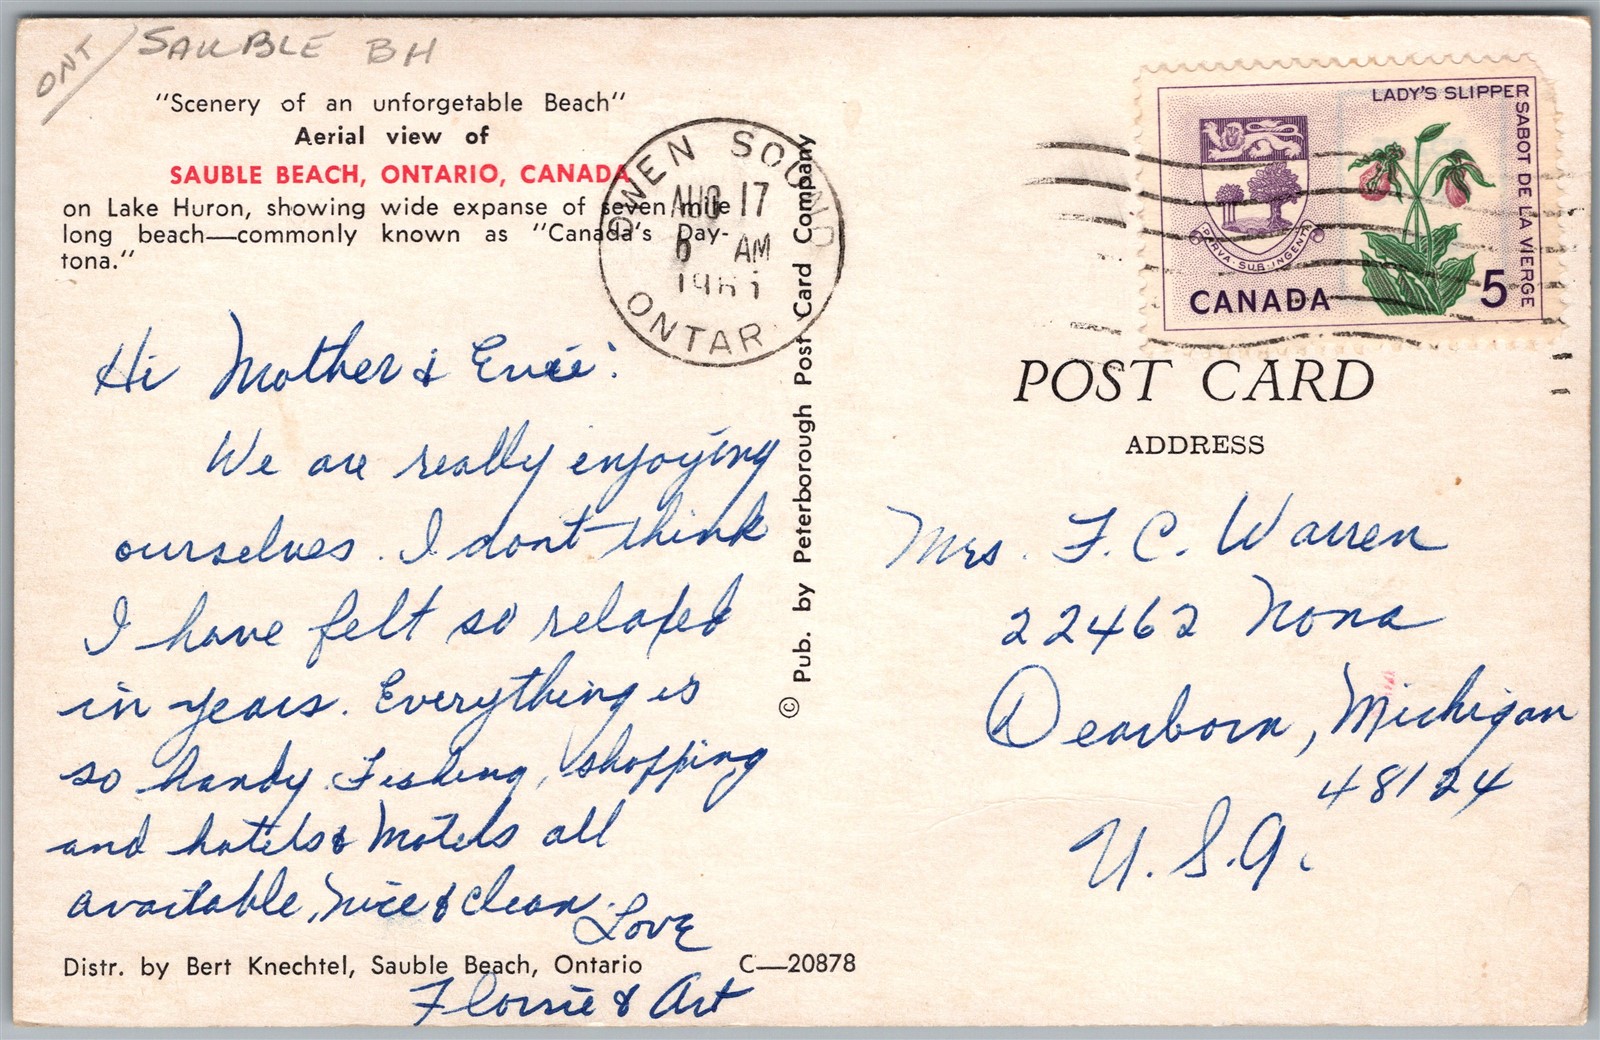 ONT / SAUBLE BH
"Scenery of an unforgetable Beach"
Aerial view of
SAUBLE BEACH, ONTARIO, CANADA
on Lake Huron, showing wide expanse of seven mile
long beach—commonly known as "Canada's Day-
tona."
OWEN SOUND
AUG 17
AM
ONTAR
Hi Mother & Evie:
We are really enjoying
ourselves. I dont think
I have felt so relaxed
in years. Everything is
so handy. Fishing, shopping
and hotels & Motels all
available, nice & clean.
Love
Florrie & Art
Distr. by Bert Knechtel, Sauble Beach, Ontario
C—20878
© Pub. by Peterborough Post Card Company
LADY'S SLIPPER
SABOT DE LA VIERGE
PARVA·SUB·INGENTI
CANADA
5
POST CARD
ADDRESS
Mrs. F. C. Warren
22462 Nona
Dearborn, Michigan
48124
U.S.A.